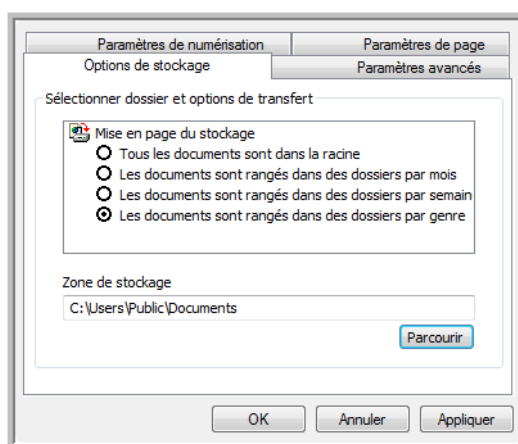 Paramètres de numérisation
Paramètres de page
Options de stockage
Paramètres avancés
Sélectionner dossier et options de transfert
Mise en page du stockage
Tous les documents sont dans la racine
Les documents sont rangés dans des dossiers par mois
Les documents sont rangés dans des dossiers par semain
Les documents sont rangés dans des dossiers par genre
Zone de stockage
C:\Users\Public\Documents
Parcourir
OK
Annuler
Appliquer